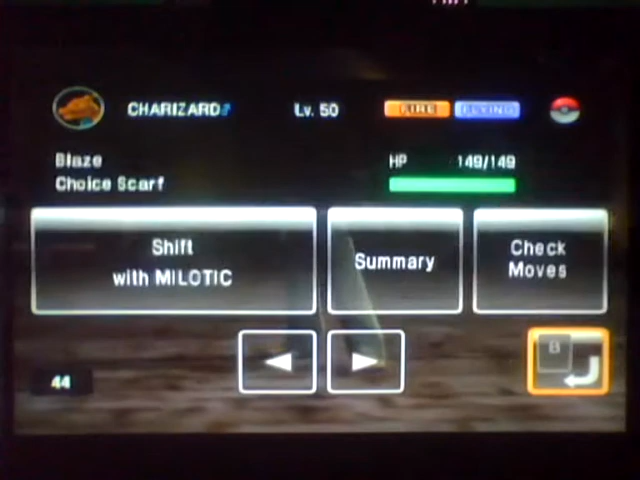 CHARIZARD♂ Lv. 50 FIRE FLYING
Blaze HP 149/149
Choice Scarf
Shift
with MILOTIC
Summary
Check
Moves
B
44